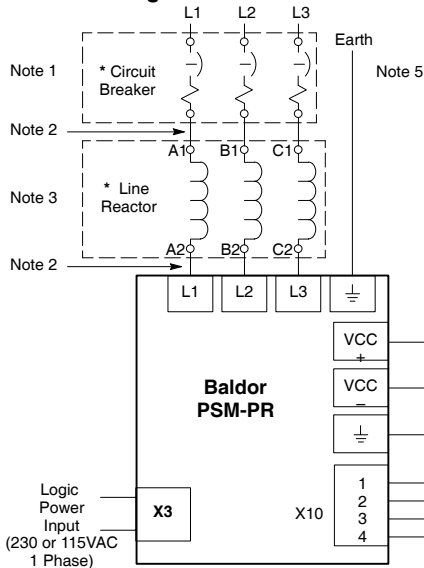 L1 L2 L3
Earth
Note 1
* Circuit
Breaker
Note 5
Note 2
A1 B1 C1
Note 3
* Line
Reactor
A2 B2 C2
Note 2
L1 L2 L3
VCC
+
VCC
–
Baldor
PSM-PR
Logic
Power
Input
(230 or 115VAC
1 Phase)
X3
X10
1
2
3
4